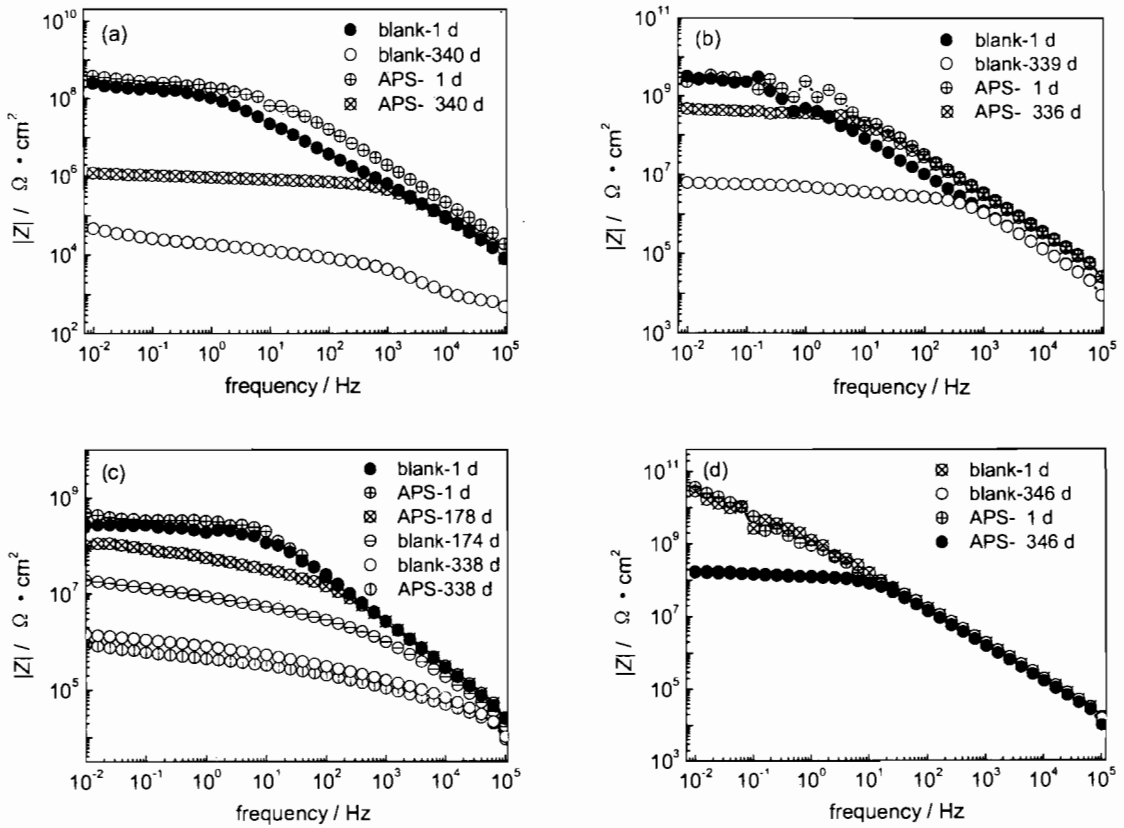 (a)
blank-1 d
blank-340 d
APS- 1 d
APS- 340 d
10^10
10^8
10^6
10^4
10^2
|Z| / Ω • cm^2
10^-2 10^-1 10^0 10^1 10^2 10^3 10^4 10^5
frequency / Hz
(b)
blank-1 d
blank-339 d
APS- 1 d
APS- 336 d
10^11
10^9
10^7
10^5
10^3
|Z| / Ω • cm^2
10^-2 10^-1 10^0 10^1 10^2 10^3 10^4 10^5
frequency / Hz
(c)
blank-1 d
APS-1 d
APS-178 d
blank-174 d
blank-338 d
APS-338 d
10^9
10^7
10^5
|Z| / Ω • cm^2
10^-2 10^-1 10^0 10^1 10^2 10^3 10^4 10^5
frequency / Hz
(d)
blank-1 d
blank-346 d
APS- 1 d
APS- 346 d
10^11
10^9
10^7
10^5
10^3
|Z| / Ω • cm^2
10^-2 10^-1 10^0 10^1 10^2 10^3 10^4 10^5
frequency / Hz